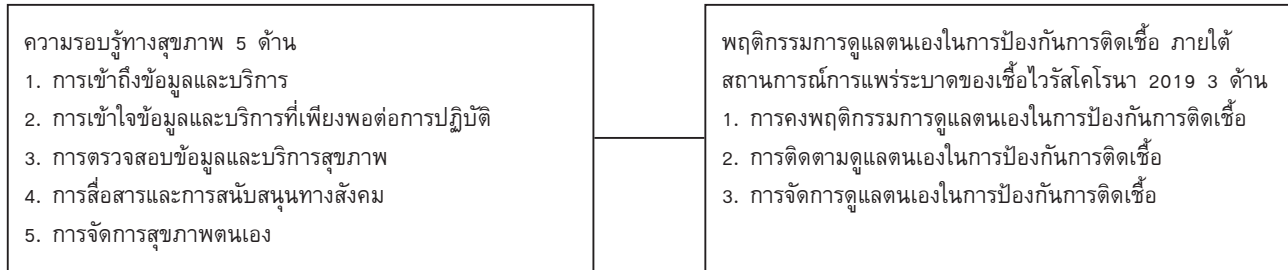 ความรอบรู้ทางสุขภาพ 5 ด้าน
1. การเข้าถึงข้อมูลและบริการ
2. การเข้าใจข้อมูลและบริการที่เพียงพอต่อการปฏิบัติ
3. การตรวจสอบข้อมูลและบริการสุขภาพ
4. การสื่อสารและการสนับสนุนทางสังคม
5. การจัดการสุขภาพตนเอง
พฤติกรรมการดูแลตนเองในการป้องกันการติดเชื้อ ภายใต้
สถานการณ์การแพร่ระบาดของเชื้อไวรัสโคโรนา 2019 3 ด้าน
1. การคงพฤติกรรมการดูแลตนเองในการป้องกันการติดเชื้อ
2. การติดตามดูแลตนเองในการป้องกันการติดเชื้อ
3. การจัดการดูแลตนเองในการป้องกันการติดเชื้อ